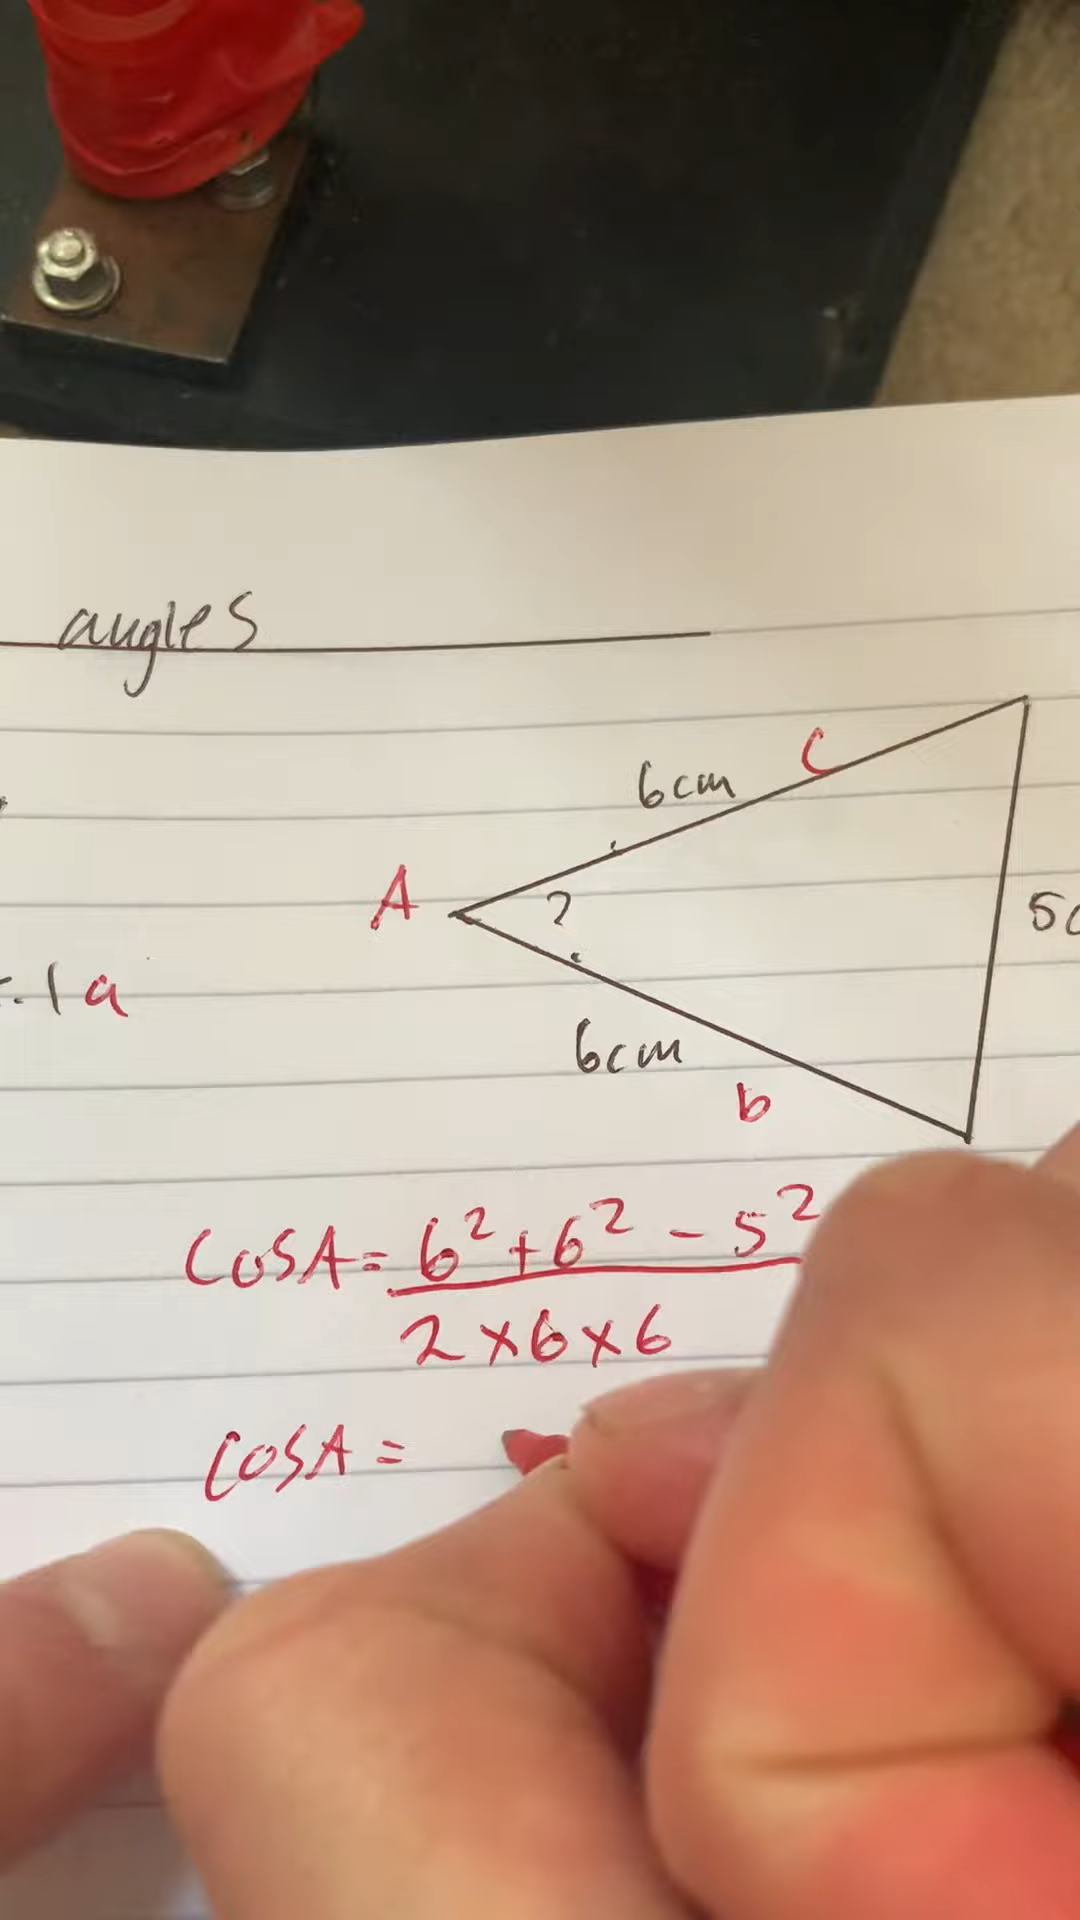 angles
c
6cm
A
?
5c
.1a
6cm
b
CosA= 6²+6² - 5²
2×6×6
CosA =